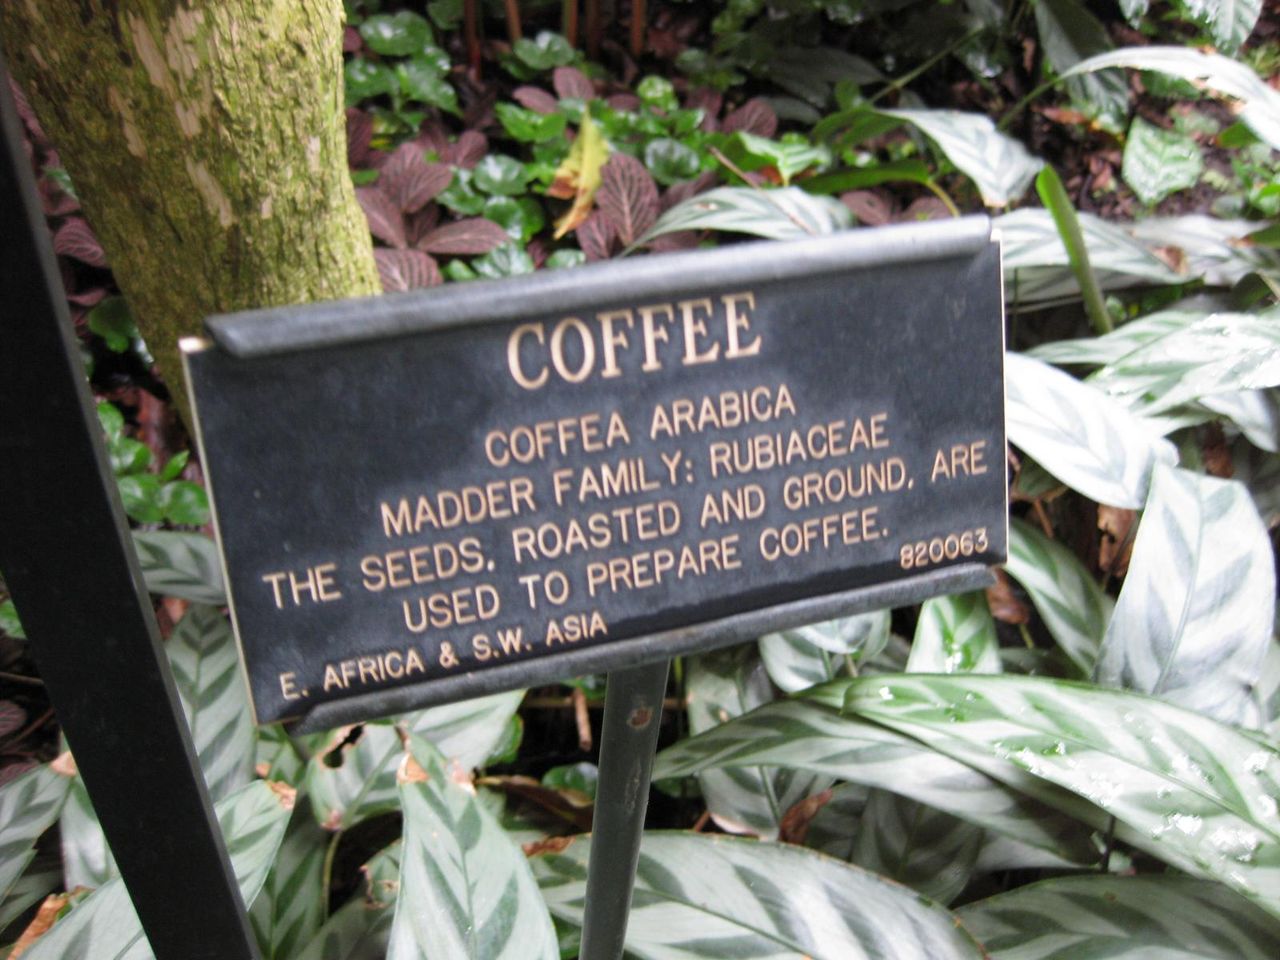 COFFEE
COFFEA ARABICA
MADDER FAMILY: RUBIACEAE
THE SEEDS, ROASTED AND GROUND, ARE
USED TO PREPARE COFFEE.
820063
E. AFRICA & S.W. ASIA